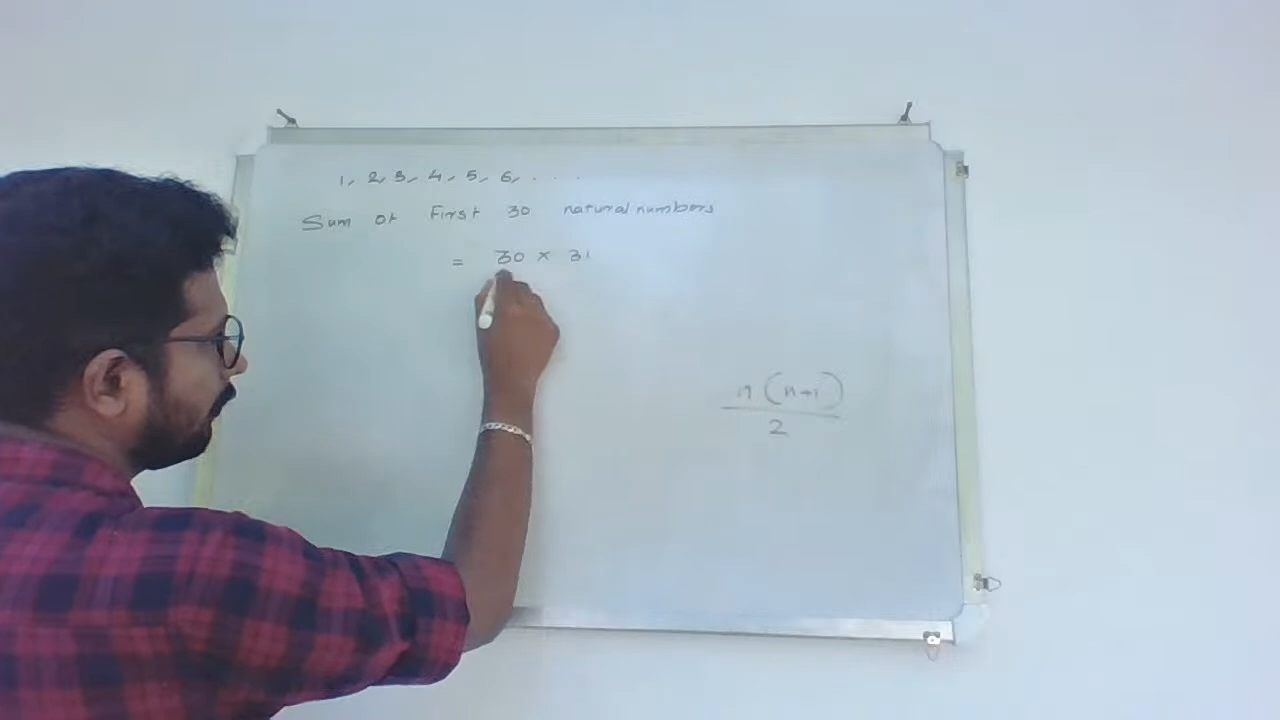 1, 2, 3, 4, 5, 6, . . . .
Sum of First 30 natural numbers
= 30 × 31
n (n+1)
2